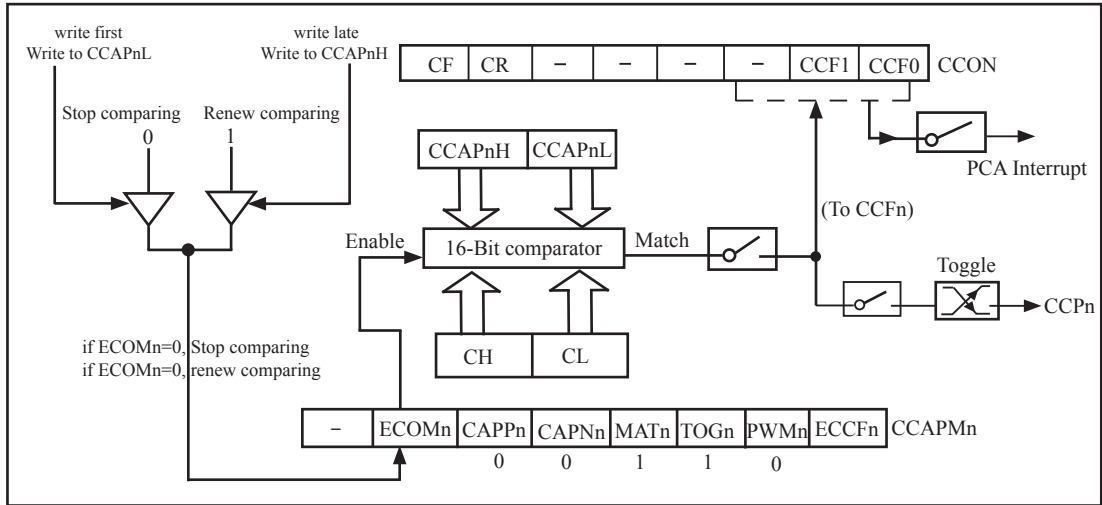 write first
Write to CCAPnL
write late
Write to CCAPnH
CF CR – – – – CCF1 CCF0 CCON
Stop comparing
0
Renew comparing
1
CCAPnH CCAPnL
PCA Interrupt
(To CCFn)
Enable
16-Bit comparator
Match
Toggle
CCPn
if ECOMn=0, Stop comparing
if ECOMn=0, renew comparing
CH CL
– ECOMn CAPPn CAPNn MATn TOGn PWMn ECCFn CCAPMn
0 0 1 1 0